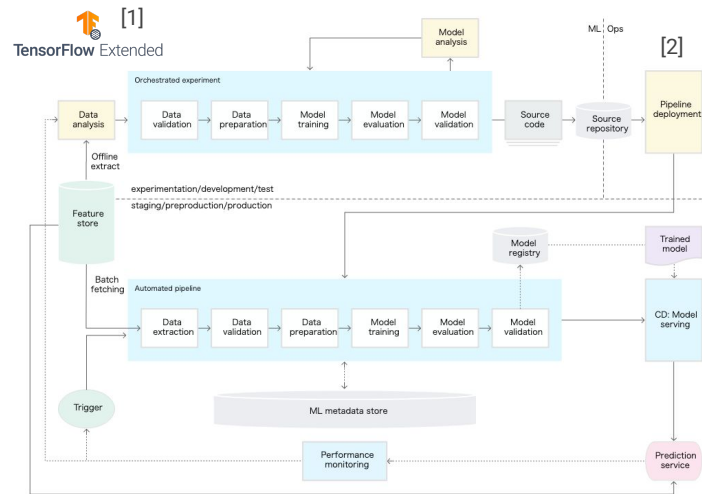 [1]
TensorFlow Extended
ML Ops
[2]
Model
analysis
Orchestrated experiment
Data
analysis
Data
validation
Data
preparation
Model
training
Model
evaluation
Model
validation
Source
code
Source
repository
Pipeline
deployment
Offline
extract
experimentation/development/test
staging/preproduction/production
Feature
store
Model
registry
Trained
model
Batch
fetching
Automated pipeline
Data
extraction
Data
validation
Data
preparation
Model
training
Model
evaluation
Model
validation
CD: Model
serving
Trigger
ML metadata store
Performance
monitoring
Prediction
service